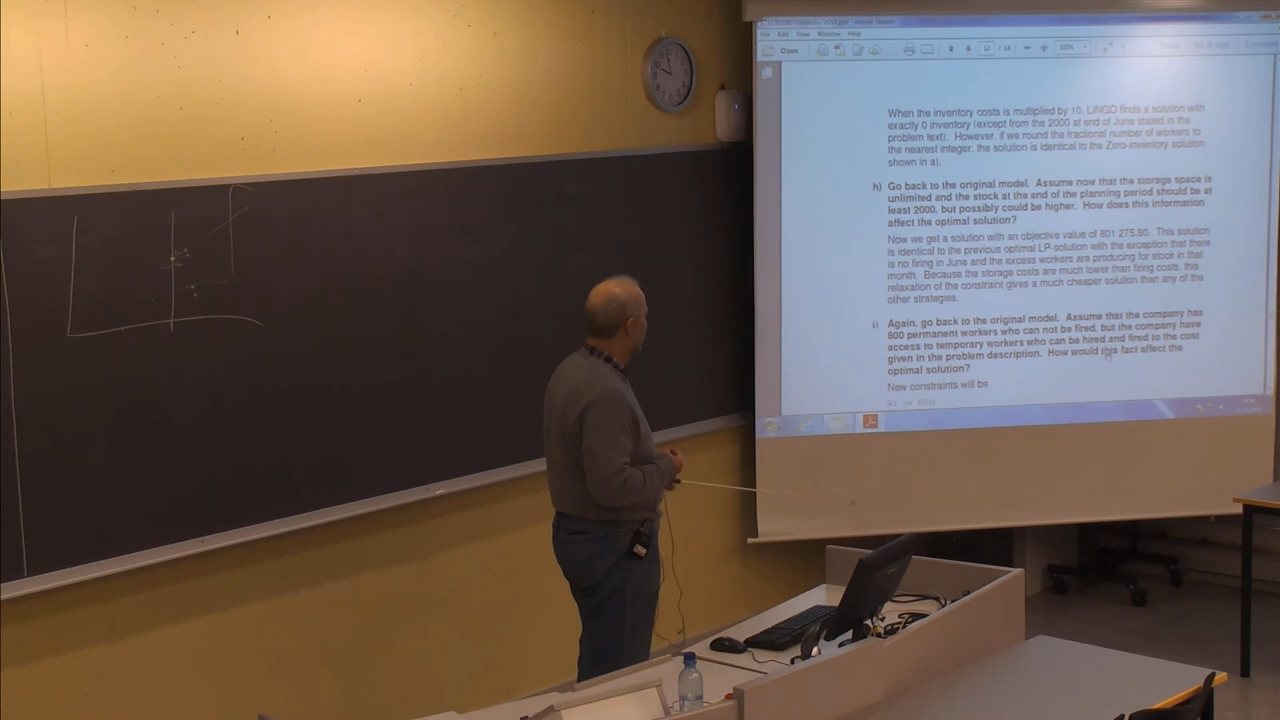 File Edit View Window Help
Open
When the inventory costs is multiplied by 10, LINGO finds a solution with
exactly 0 inventory (except from the 2000 at end of June stated in the
problem text). However, if we round the fractional number of workers to
the nearest integer, the solution is identical to the Zero-inventory solution
shown in a).
h) Go back to the original model. Assume now that the storage space is
unlimited and the stock at the end of the planning period should be at
least 2000, but possibly could be higher. How does this information
affect the optimal solution?
Now we get a solution with an objective value of 801 275.80. This solution
is identical to the previous optimal LP-solution with the exception that there
is no firing in June and the excess workers are producing for stock in that
month. Because the storage costs are much lower than firing costs, this
relaxation of the constraint gives a much cheaper solution than any of the
other strategies.
i) Again, go back to the original model. Assume that the company has
800 permanent workers who can not be fired, but the company have
access to temporary workers who can be hired and fired to the cost
given in the problem description. How would this fact affect the
optimal solution?
New constraints will be